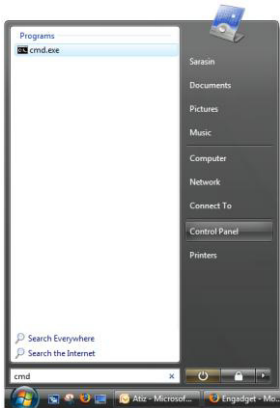 Programs
cmd.exe
Sarasin
Documents
Pictures
Music
Computer
Network
Connect To
Control Panel
Printers
Search Everywhere
Search the Internet
cmd
Atiz - Microsof...
Engadget - Mo...